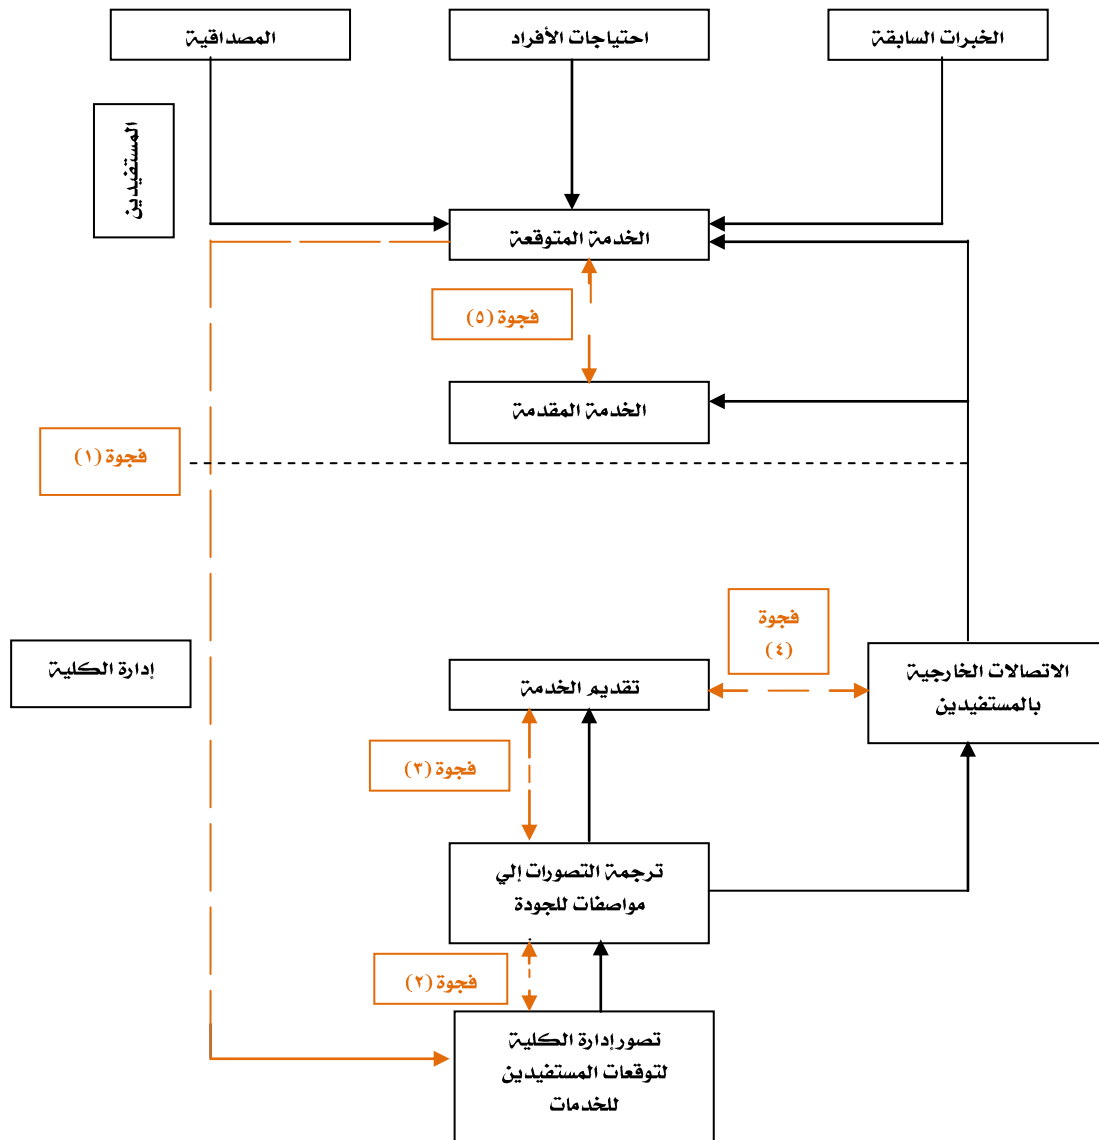 الخبرات السابقة
احتياجات الأفراد
المصداقية
المستفيدين
الخدمة المتوقعة
فجوة (٥)
الخدمة المقدمة
فجوة (١)
فجوة
(٤)
إدارة الكلية
الاتصالات الخارجية
بالمستفيدين
تقديم الخدمة
فجوة (٣)
ترجمة التصورات إلي
مواصفات للجودة
فجوة (٢)
تصور إدارة الكلية
لتوقعات المستفيدين
للخدمات